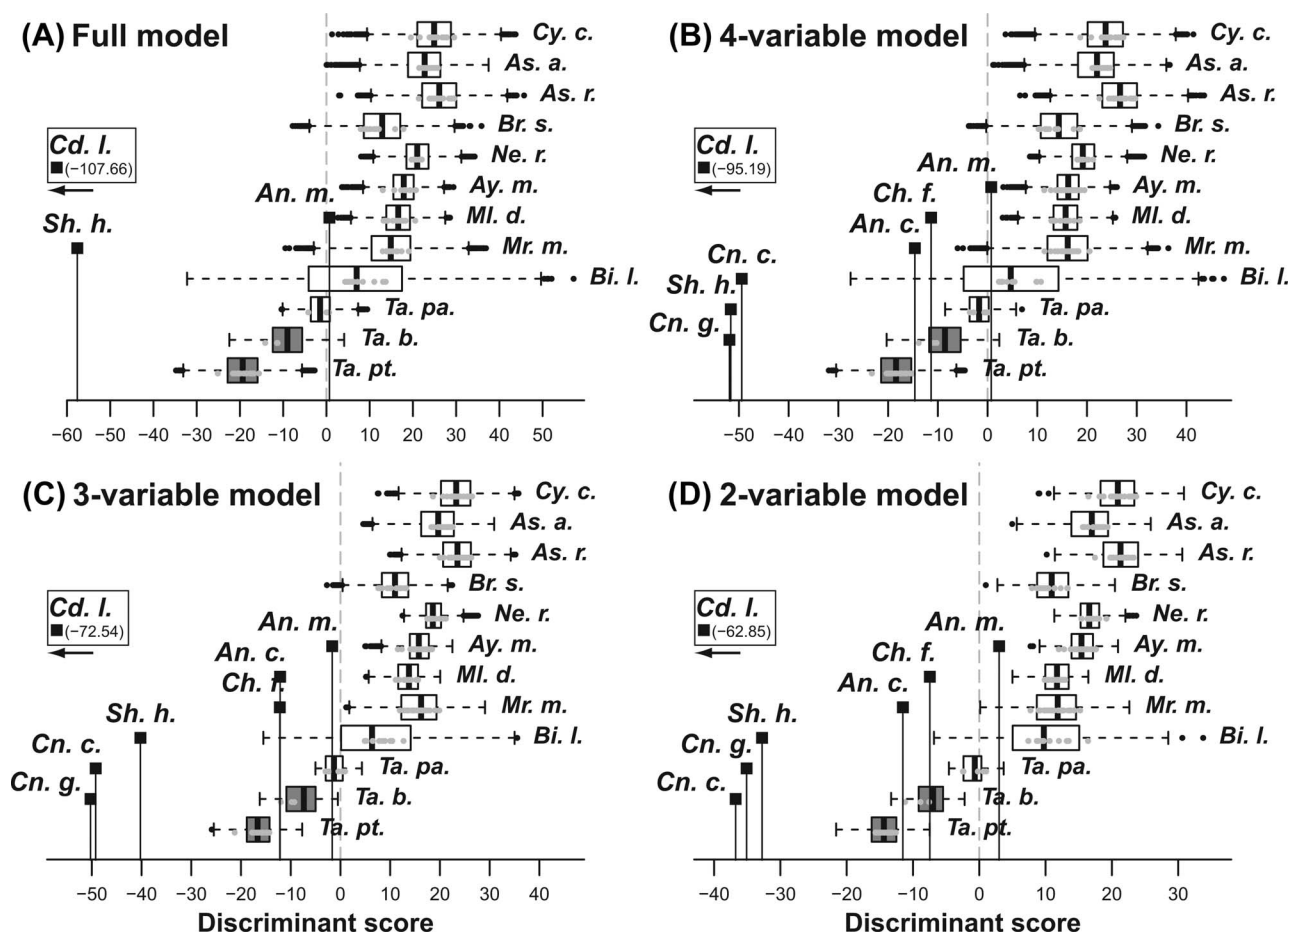 (A) Full model
Cy. c.
As. a.
As. r.
Br. s.
Cd. l.
(−107.66)
Ne. r.
An. m.
Ay. m.
Sh. h.
Ml. d.
Mr. m.
Bi. l.
Ta. pa.
Ta. b.
Ta. pt.
−60 −50 −40 −30 −20 −10 0 10 20 30 40 50
(B) 4-variable model
Cy. c.
As. a.
As. r.
Br. s.
Cd. l.
(−95.19)
Ne. r.
An. m.
Ch. f.
Ay. m.
An. c.
Ml. d.
Cn. c.
Mr. m.
Sh. h.
Bi. l.
Cn. g.
Ta. pa.
Ta. b.
Ta. pt.
−50 −40 −30 −20 −10 0 10 20 30 40
(C) 3-variable model
Cy. c.
As. a.
As. r.
Br. s.
Cd. l.
(−72.54)
Ne. r.
An. m.
Ay. m.
An. c.
Ch. f.
Ml. d.
Sh. h.
Mr. m.
Cn. c.
Bi. l.
Cn. g.
Ta. pa.
Ta. b.
Ta. pt.
−50 −40 −30 −20 −10 0 10 20 30 40
Discriminant score
(D) 2-variable model
Cy. c.
As. a.
As. r.
Br. s.
Cd. l.
(−62.85)
Ne. r.
An. m.
Ch. f.
Ay. m.
An. c.
Ml. d.
Sh. h.
Mr. m.
Cn. g.
Bi. l.
Cn. c.
Ta. pa.
Ta. b.
Ta. pt.
−40 −30 −20 −10 0 10 20 30
Discriminant score